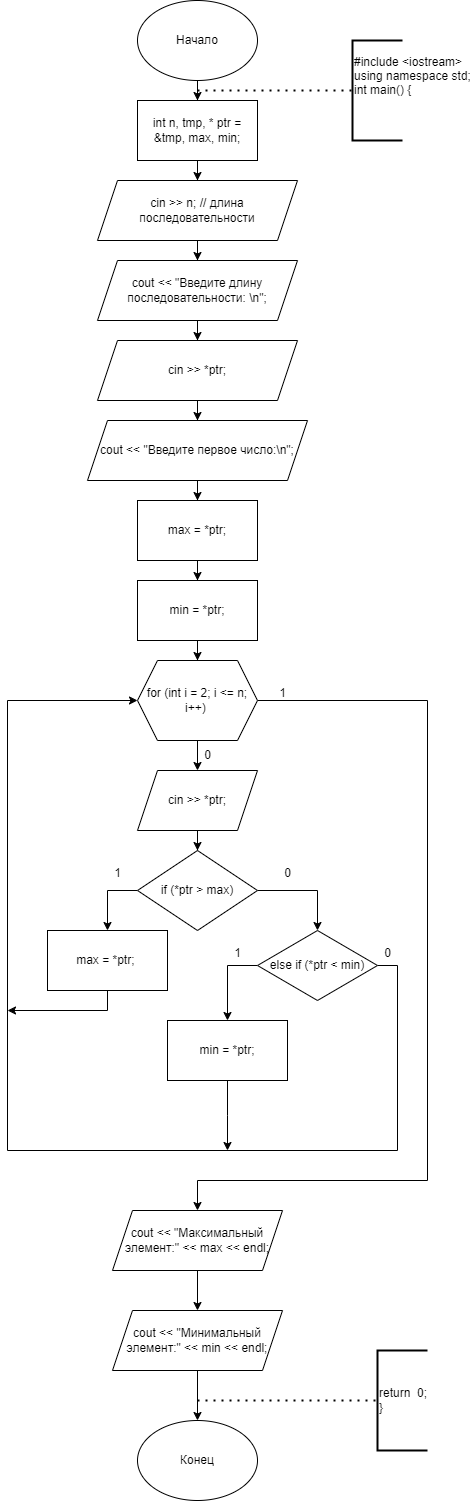 Начало
#include <iostream>
using namespace std;
int main() {
int n, tmp, * ptr =
&tmp, max, min;
cin >> n; // длина
последовательности
cout << "Введите длину
последовательности: \n";
cin >> *ptr;
cout << "Введите первое число:\n";
max = *ptr;
min = *ptr;
for (int i = 2; i <= n;
i++)
1
0
cin >> *ptr;
1
if (*ptr > max)
0
max = *ptr;
1
else if (*ptr < min)
0
min = *ptr;
cout << "Максимальный
элемент:" << max << endl;
cout << "Минимальный
элемент:" << min << endl;
return  0;
}
Конец